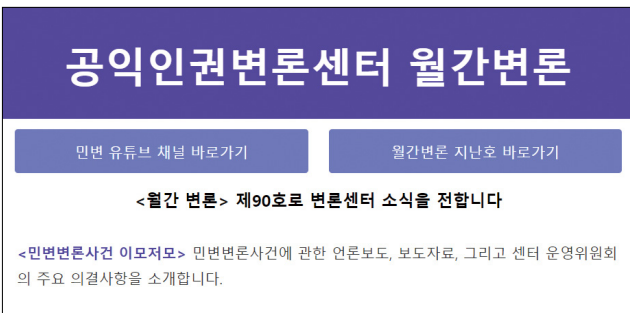 공익인권변론센터 월간변론
민변 유튜브 채널 바로가기
월간변론 지난호 바로가기
<월간 변론> 제90호로 변론센터 소식을 전합니다
<민변변론사건 이모저모> 민변변론사건에 관한 언론보도, 보도자료, 그리고 센터 운영위원회
의 주요 의결사항을 소개합니다.